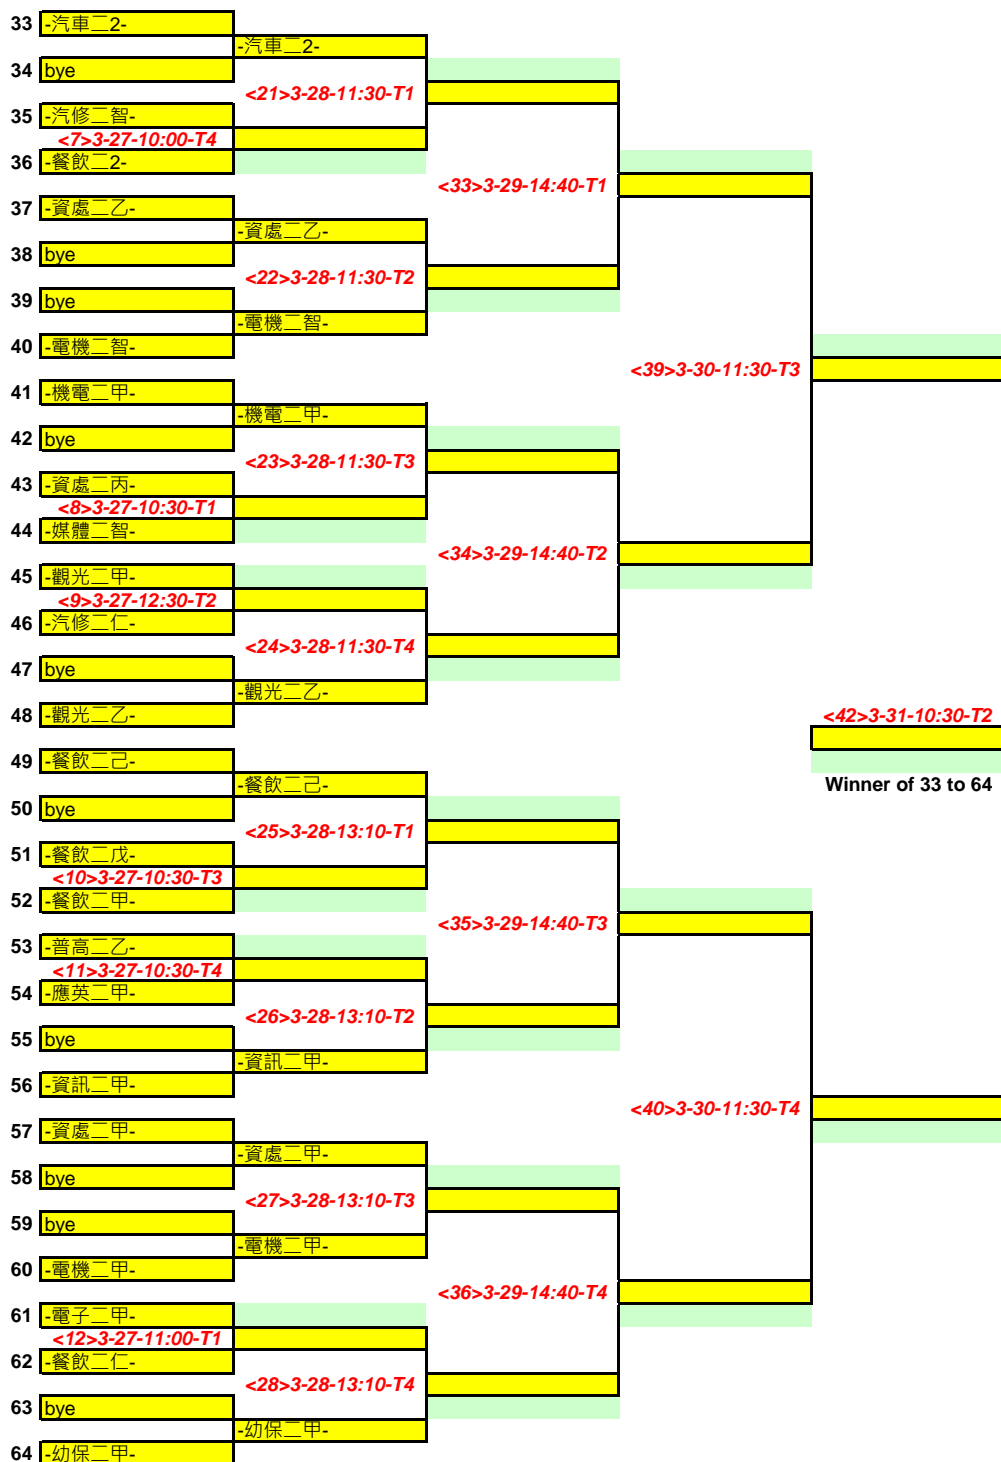 33 -汽車二2-
-汽車二2-
34 bye
<21>3-28-11:30-T1
35 -汽修二智-
<7>3-27-10:00-T4
36 -餐飲二2-
<33>3-29-14:40-T1
37 -資處二乙-
-資處二乙-
38 bye
<22>3-28-11:30-T2
39 bye
-電機二智-
40 -電機二智-
<39>3-30-11:30-T3
41 -機電二甲-
-機電二甲-
42 bye
<23>3-28-11:30-T3
43 -資處二丙-
<8>3-27-10:30-T1
44 -媒體二智-
<34>3-29-14:40-T2
45 -觀光二甲-
<9>3-27-12:30-T2
46 -汽修二仁-
<24>3-28-11:30-T4
47 bye
-觀光二乙-
48 -觀光二乙-
<42>3-31-10:30-T2
49 -餐飲二己-
-餐飲二己-
Winner of 33 to 64
50 bye
<25>3-28-13:10-T1
51 -餐飲二戊-
<10>3-27-10:30-T3
52 -餐飲二甲-
<35>3-29-14:40-T3
53 -普高二乙-
<11>3-27-10:30-T4
54 -應英二甲-
<26>3-28-13:10-T2
55 bye
-資訊二甲-
56 -資訊二甲-
<40>3-30-11:30-T4
57 -資處二甲-
-資處二甲-
58 bye
<27>3-28-13:10-T3
59 bye
-電機二甲-
60 -電機二甲-
<36>3-29-14:40-T4
61 -電子二甲-
<12>3-27-11:00-T1
62 -餐飲二仁-
<28>3-28-13:10-T4
63 bye
-幼保二甲-
64 -幼保二甲-